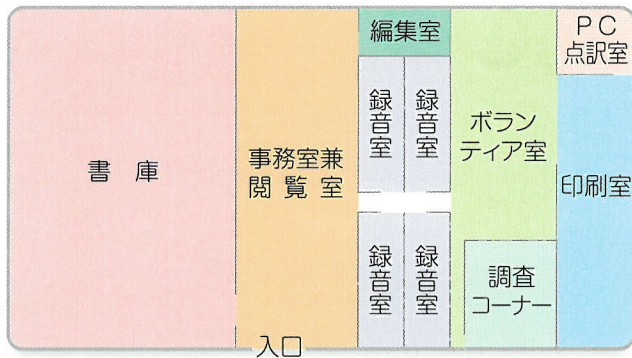 書庫
事務室兼
閲覧室
編集室
録音室
録音室
録音室
録音室
ボラン
ティア室
調査
コーナー
PC
点訳室
印刷室
入口